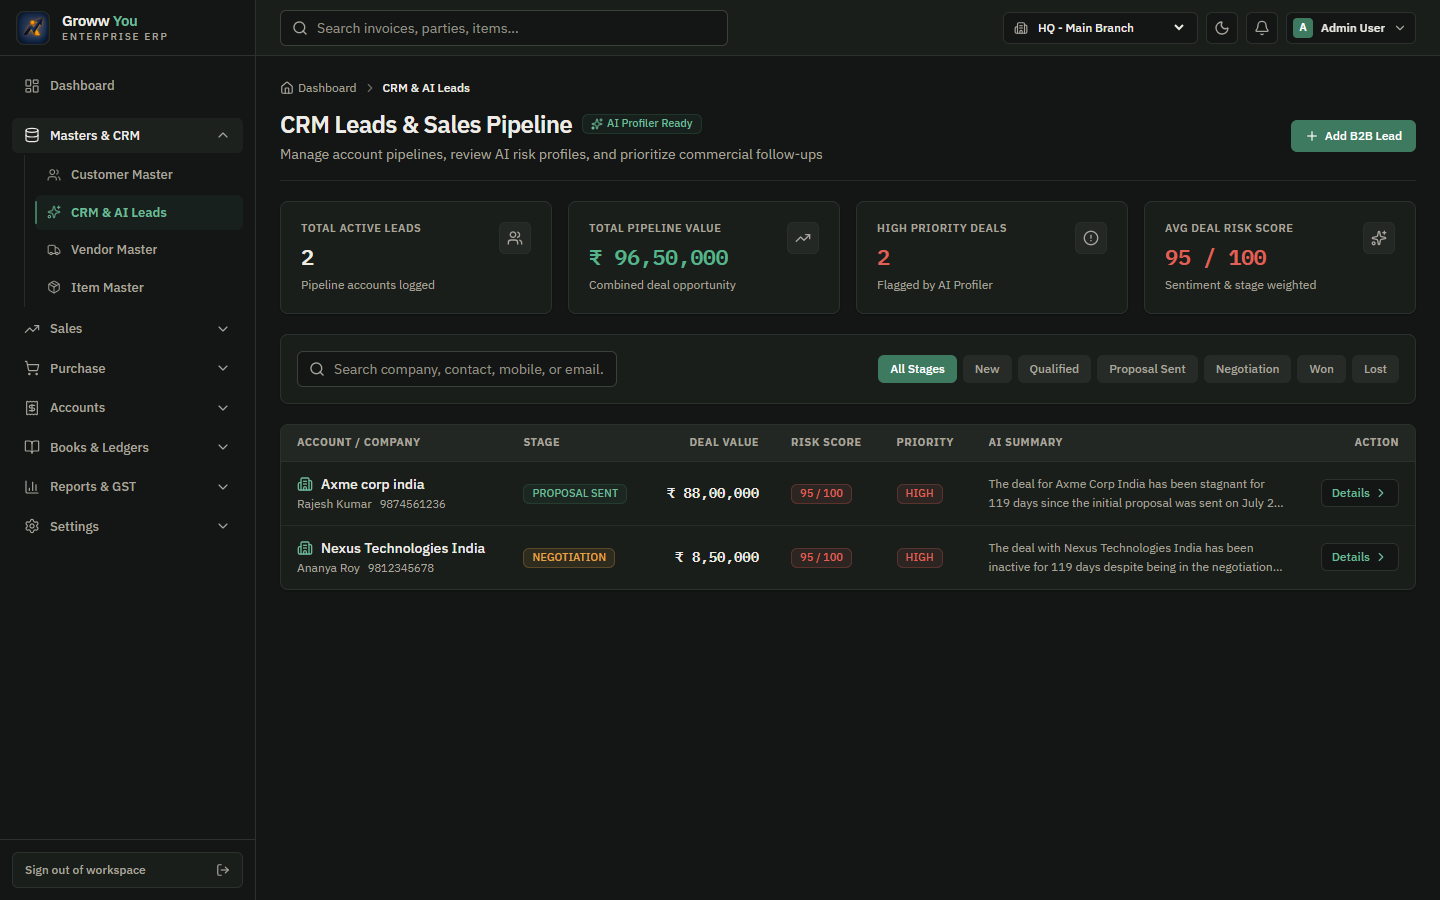 Groww You
ENTERPRISE ERP
Search invoices, parties, items...
HQ - Main Branch
A
Admin User
Dashboard
Masters & CRM
Customer Master
CRM & AI Leads
Vendor Master
Item Master
Sales
Purchase
Accounts
Books & Ledgers
Reports & GST
Settings
Sign out of workspace
Dashboard
CRM & AI Leads
CRM Leads & Sales Pipeline
AI Profiler Ready
Manage account pipelines, review AI risk profiles, and prioritize commercial follow-ups
Add B2B Lead
TOTAL ACTIVE LEADS
2
Pipeline accounts logged
TOTAL PIPELINE VALUE
₹ 96,50,000
Combined deal opportunity
HIGH PRIORITY DEALS
2
Flagged by AI Profiler
AVG DEAL RISK SCORE
95 / 100
Sentiment & stage weighted
Search company, contact, mobile, or email.
All Stages
New
Qualified
Proposal Sent
Negotiation
Won
Lost
ACCOUNT / COMPANY STAGE DEAL VALUE RISK SCORE PRIORITY AI SUMMARY ACTION
Axme corp india
Rajesh Kumar 9874561236
PROPOSAL SENT
₹ 88,00,000
95 / 100
HIGH
The deal for Axme Corp India has been stagnant for
119 days since the initial proposal was sent on July 2...
Details
Nexus Technologies India
Ananya Roy 9812345678
NEGOTIATION
₹ 8,50,000
95 / 100
HIGH
The deal with Nexus Technologies India has been
inactive for 119 days despite being in the negotiation...
Details